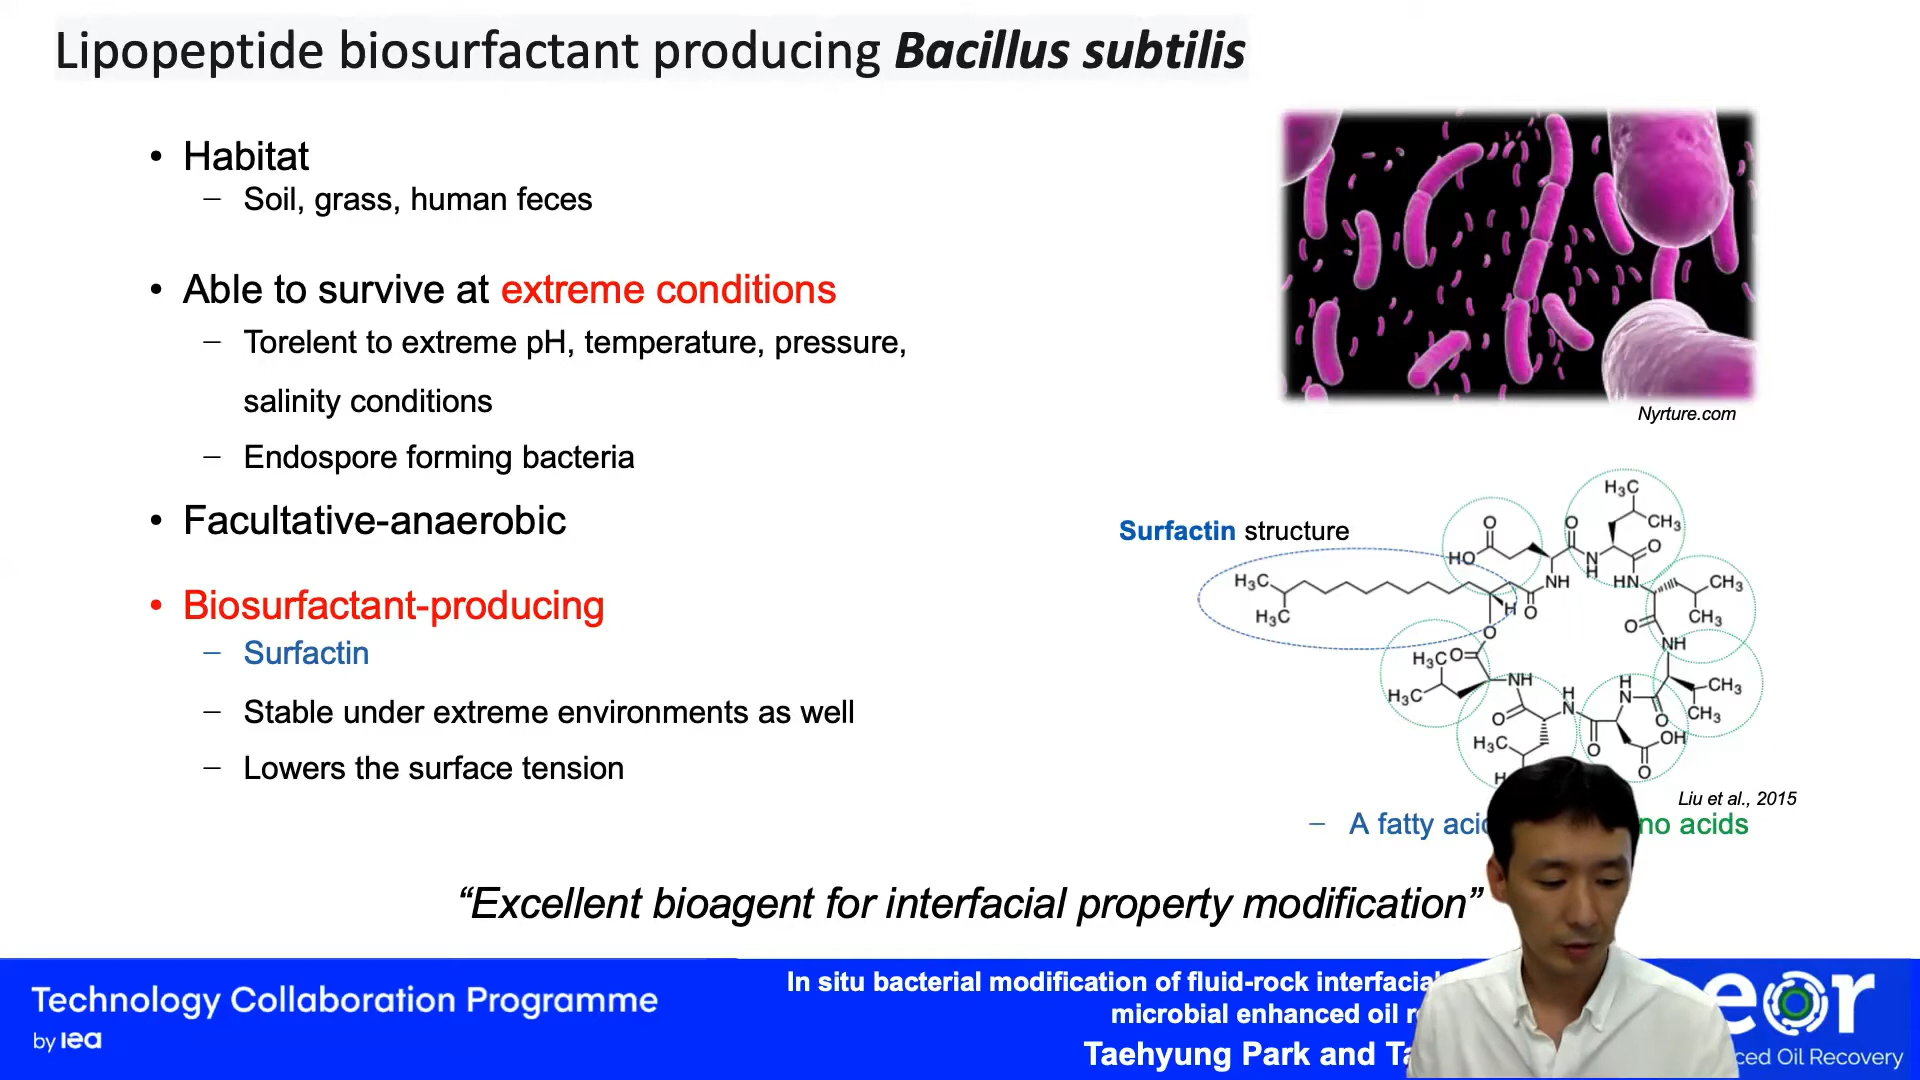 Lipopeptide biosurfactant producing Bacillus subtilis
• Habitat
– Soil, grass, human feces
• Able to survive at extreme conditions
– Torelent to extreme pH, temperature, pressure,
salinity conditions
– Endospore forming bacteria
• Facultative-anaerobic
• Biosurfactant-producing
– Surfactin
– Stable under extreme environments as well
– Lowers the surface tension
Nyrture.com
Surfactin structure
H₃C
CH₃
O
O
O
HO
N
H
H₃C
NH
HN
CH₃
H₃C
H
O
O
CH₃
O
NH
H₃C
O
H₃C
NH
H
N
H
N
CH₃
O
O
CH₃
H₃C
O
OH
O
H
Liu et al., 2015
– A fatty acid no acids
“Excellent bioagent for interfacial property modification”
Technology Collaboration Programme
by iea
In situ bacterial modification of fluid-rock interfacial
microbial enhanced oil
Taehyung Park and
eor
Oil Recovery